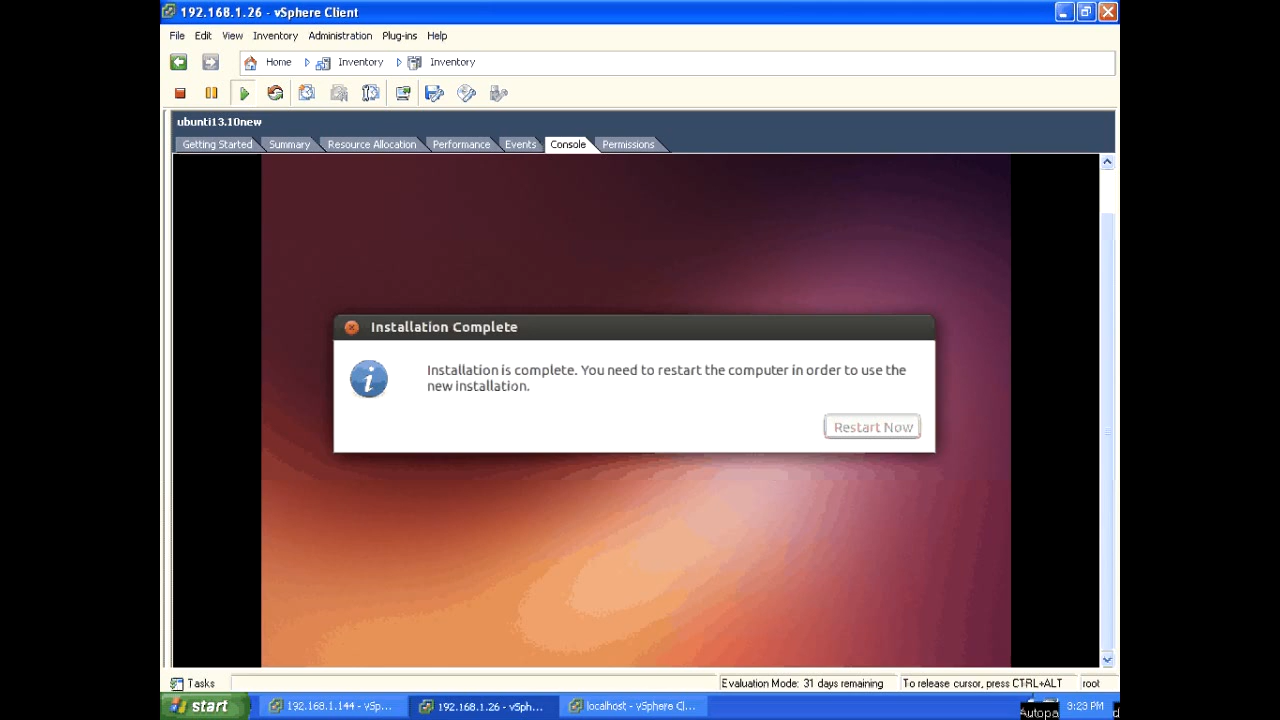 192.168.1.26 - vSphere Client
File Edit View Inventory Administration Plug-ins Help
Home Inventory Inventory
ubunti13.10new
Getting Started Summary Resource Allocation Performance Events Console Permissions
Installation Complete
Installation is complete. You need to restart the computer in order to use the
new installation.
Restart Now
Tasks Evaluation Mode: 31 days remaining To release cursor, press CTRL+ALT root
start 192.168.1.144 - vSp... 192.168.1.26 - vSph... localhost - vSphere Cl... Autopa 9:29 PM